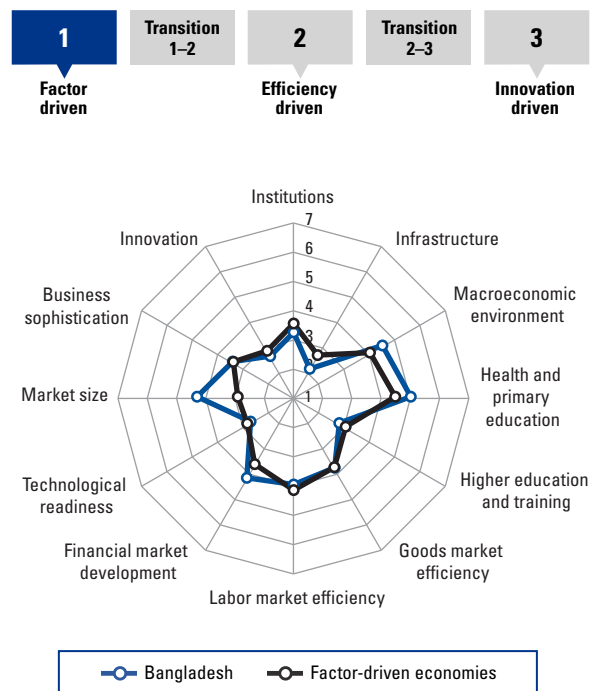 1
Transition
1–2
2
Transition
2–3
3
Factor
driven
Efficiency
driven
Innovation
driven
Institutions
7
Innovation
6
Infrastructure
5
Business
sophistication
Macroeconomic
environment
4
3
2
Market size
1
Health and
primary
education
Technological
readiness
Higher education
and training
Financial market
development
Goods market
efficiency
Labor market efficiency
Bangladesh
Factor-driven economies